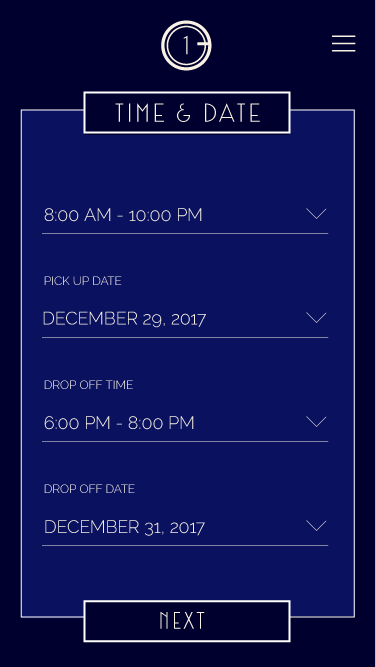 1
TIME & DATE
8:00 AM - 10:00 PM
PICK UP DATE
DECEMBER 29, 2017
DROP OFF TIME
6:00 PM - 8:00 PM
DROP OFF DATE
DECEMBER 31, 2017
NEXT